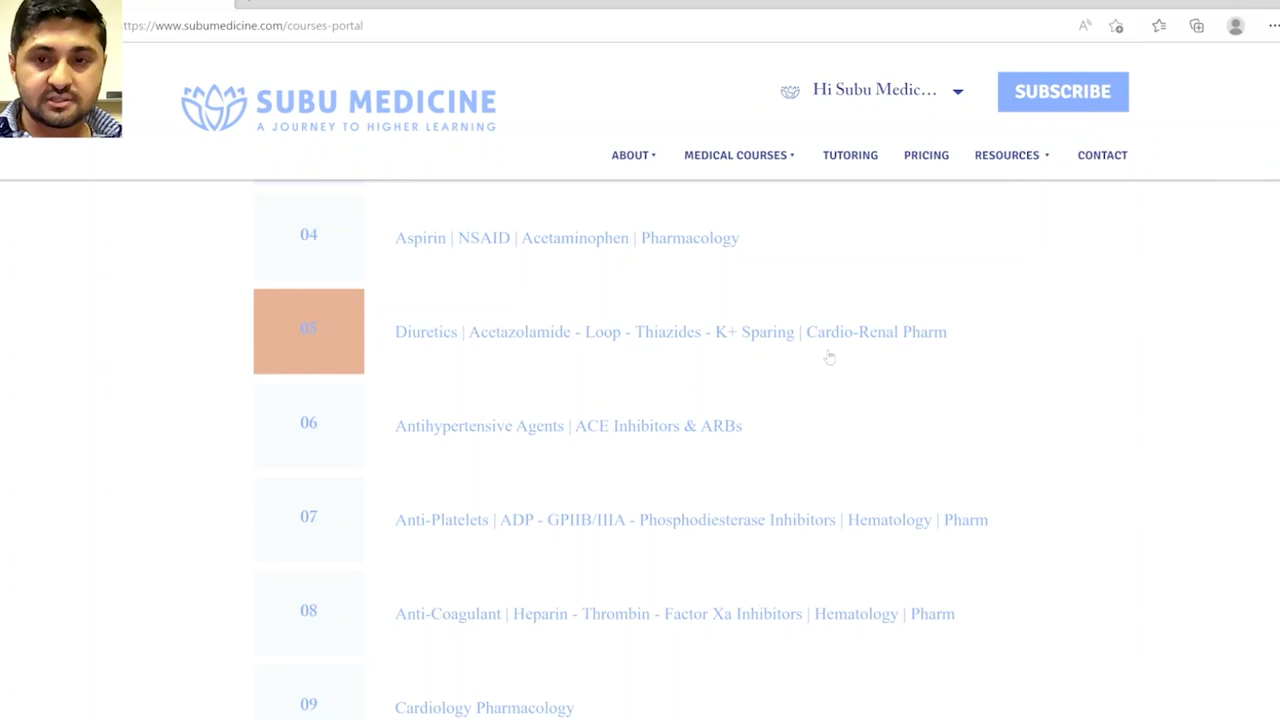 ttps://www.subumedicine.com/courses-portal
SUBU MEDICINE
A JOURNEY TO HIGHER LEARNING
Hi Subu Medic...
SUBSCRIBE
ABOUT
MEDICAL COURSES
TUTORING
PRICING
RESOURCES
CONTACT
04
Aspirin | NSAID | Acetaminophen | Pharmacology
05
Diuretics | Acetazolamide - Loop - Thiazides - K+ Sparing | Cardio-Renal Pharm
06
Antihypertensive Agents | ACE Inhibitors & ARBs
07
Anti-Platelets | ADP - GPIIB/IIIA - Phosphodiesterase Inhibitors | Hematology | Pharm
08
Anti-Coagulant | Heparin - Thrombin - Factor Xa Inhibitors | Hematology | Pharm
09
Cardiology Pharmacology